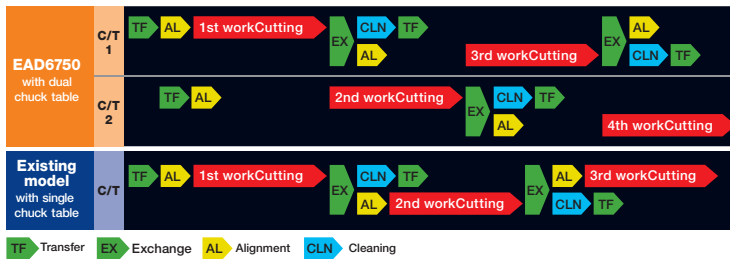 EAD6750
with dual
chuck table
C/T
1
TF AL 1st workCutting EX CLN TF
AL
3rd workCutting EX AL
CLN TF
C/T
2
TF AL 2nd workCutting EX CLN TF
AL
4th workCutting
Existing
model
with single
chuck table
C/T
TF AL 1st workCutting EX CLN TF
AL 2nd workCutting EX AL 3rd workCutting
CLN TF
TF Transfer EX Exchange AL Alignment CLN Cleaning